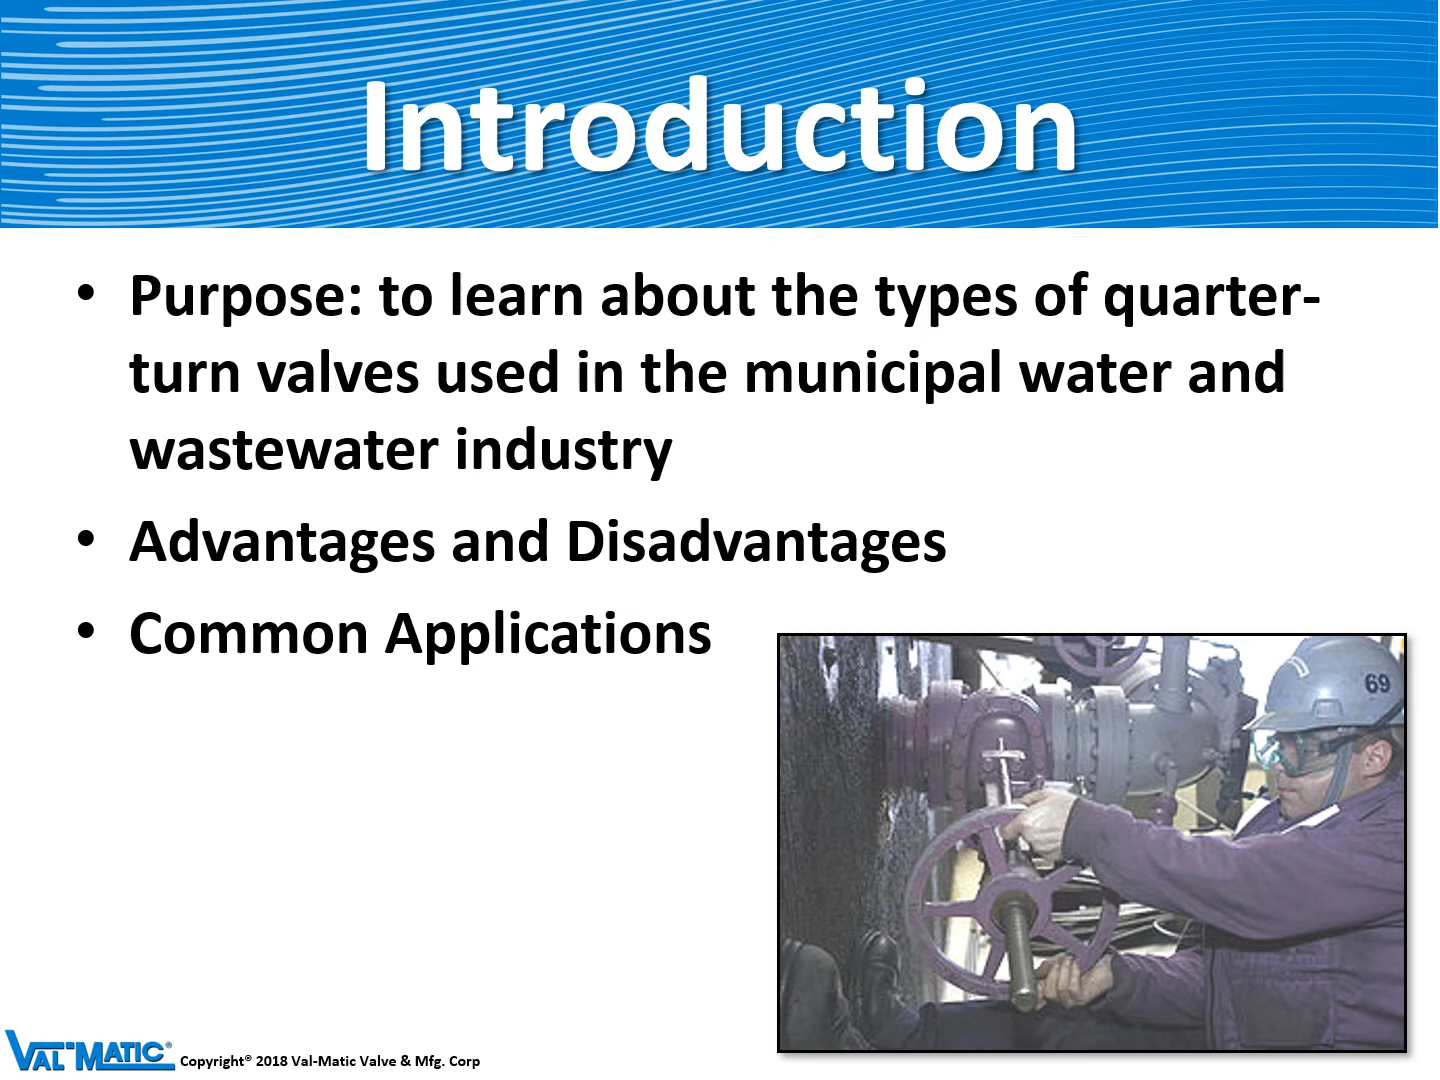 Introduction
• Purpose: to learn about the types of quarter-
turn valves used in the municipal water and
wastewater industry
• Advantages and Disadvantages
• Common Applications
69
VAL-MATIC® Copyright® 2018 Val-Matic Valve & Mfg. Corp